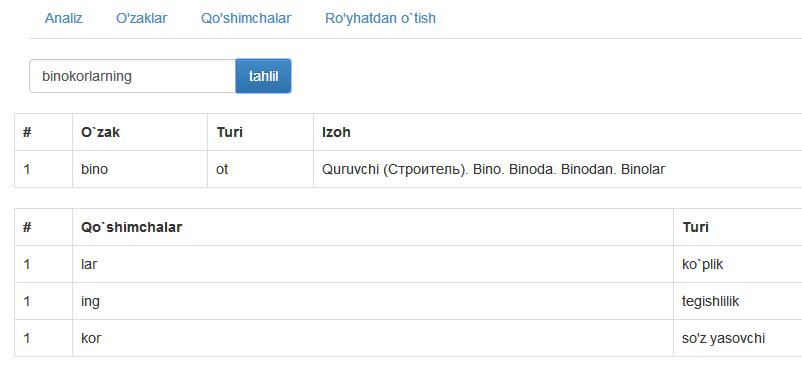 Analiz O'zaklar Qo'shimchalar Ro'yhatdan o`tish
binokorlarning tahlil
# O`zak Turi Izoh
1 bino ot Quruvchi (Строитель). Bino. Binoda. Binodan. Binolar
# Qo`shimchalar Turi
1 lar ko`plik
1 ing tegishlilik
1 kor so'z yasovchi